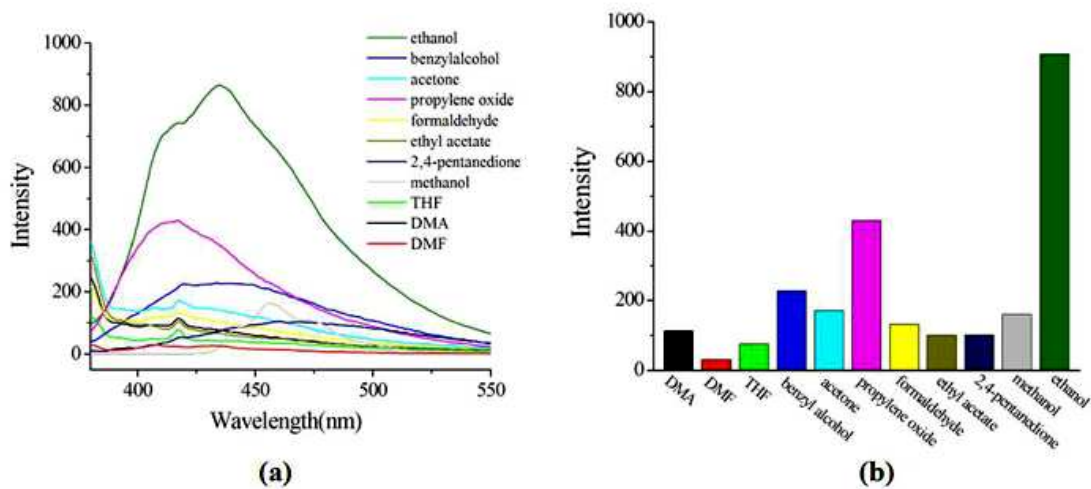 1000
800
600
400
200
0
Intensity
400
450
500
550
Wavelength(nm)
ethanol
benzylalcohol
acetone
propylene oxide
formaldehyde
ethyl acetate
2,4-pentanedione
methanol
THF
DMA
DMF
(a)
1000
800
600
400
200
0
Intensity
DMA
DMF
THF
benzyl alcohol
acetone
propylene oxide
formaldehyde
ethyl acetate
2,4-pentanedione
methanol
ethanol
(b)